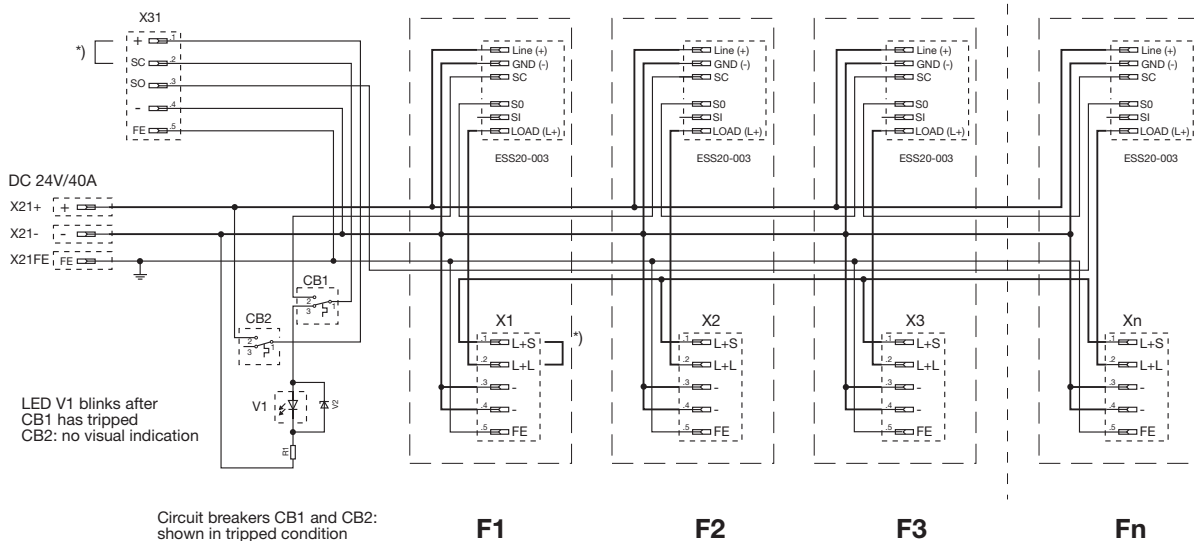 X31
*)
+ .1
SC .2
SO .3
- .4
FE .5
DC 24V/40A
X21+ +
X21- -
X21FE FE
CB1
2
3
1
CB2
2
3
1
V1
V2
R1
LED V1 blinks after
CB1 has tripped
CB2: no visual indication
Circuit breakers CB1 and CB2:
shown in tripped condition
Line (+)
GND (-)
SC
S0
SI
LOAD (L+)
ESS20-003
X1
*)
.1 L+S
.2 L+L
.3 -
.4 -
.5 FE
F1
Line (+)
GND (-)
SC
S0
SI
LOAD (L+)
ESS20-003
X2
.1 L+S
.2 L+L
.3 -
.4 -
.5 FE
F2
Line (+)
GND (-)
SC
S0
SI
LOAD (L+)
ESS20-003
X3
.1 L+S
.2 L+L
.3 -
.4 -
.5 FE
F3
Line (+)
GND (-)
SC
S0
SI
LOAD (L+)
ESS20-003
Xn
.1 L+S
.2 L+L
.3 -
.4 -
.5 FE
Fn